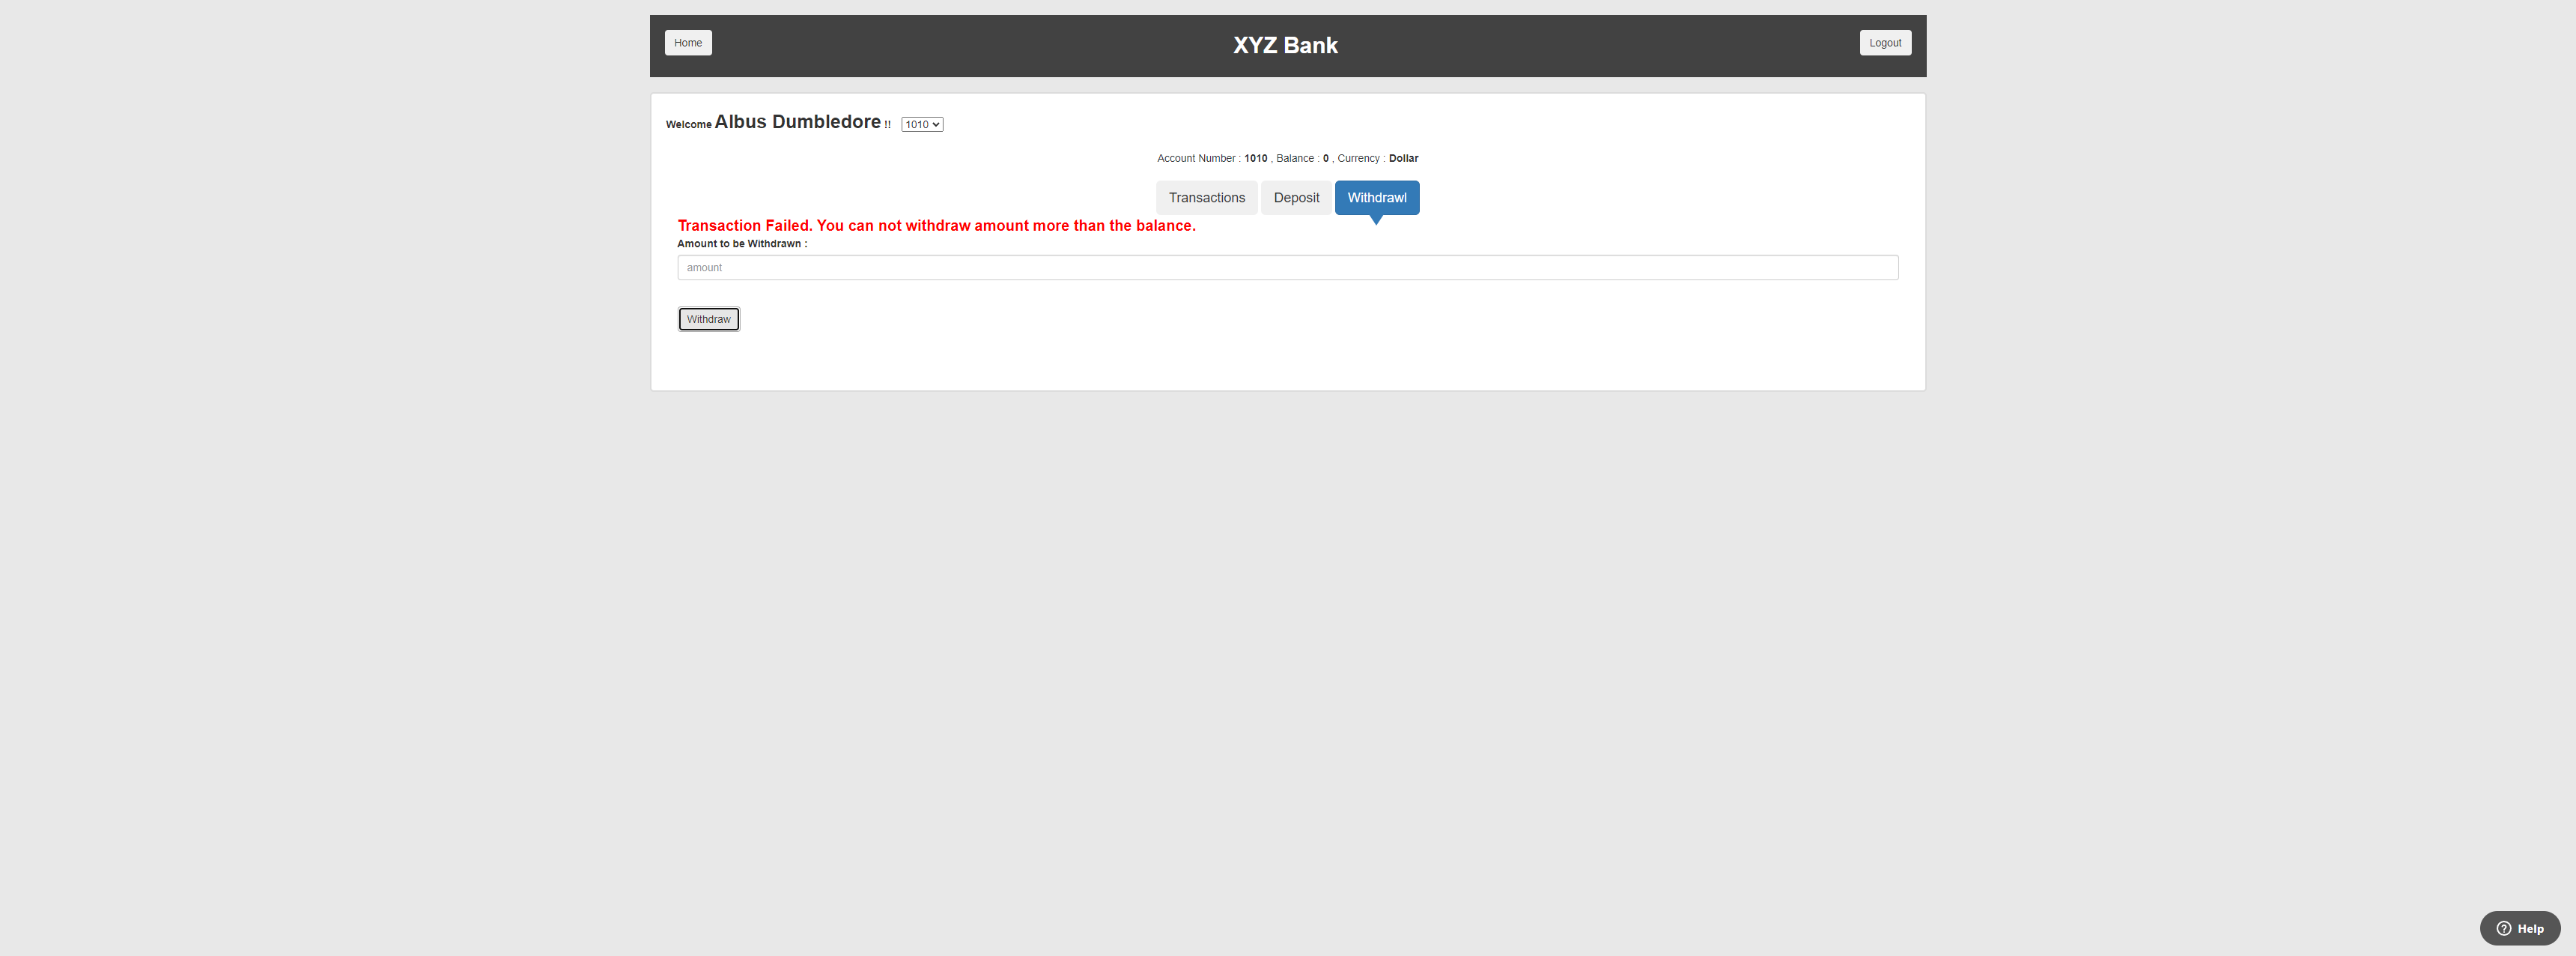 Home
XYZ Bank
Logout
Welcome Albus Dumbledore !! 1010
Account Number : 1010 , Balance : 0 , Currency : Dollar
Transactions Deposit Withdrawl
Transaction Failed. You can not withdraw amount more than the balance.
Amount to be Withdrawn :
amount
Withdraw
Help